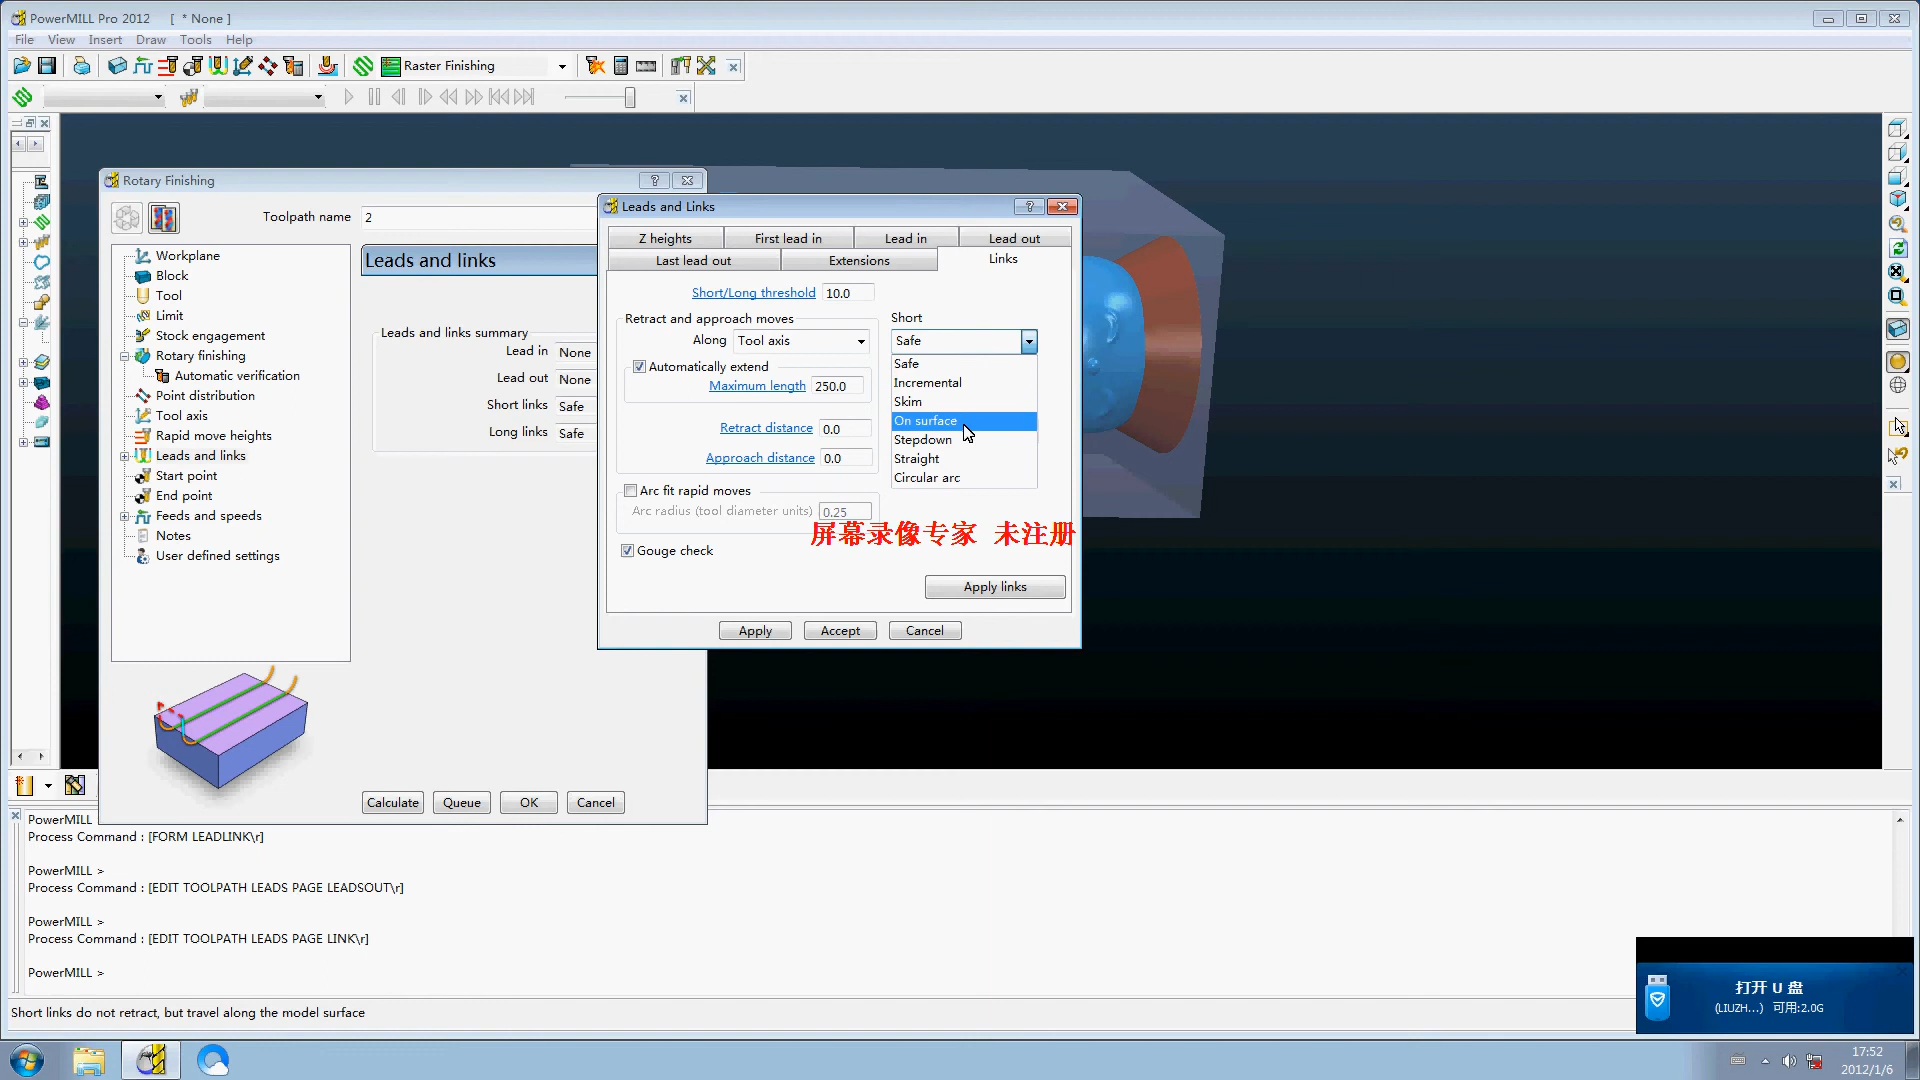 PowerMILL Pro 2012    [ * None ]
File View Insert Draw Tools Help
Raster Finishing
Rotary Finishing
Toolpath name 2
Workplane
Block
Tool
Limit
Stock engagement
Rotary finishing
Automatic verification
Point distribution
Tool axis
Rapid move heights
Leads and links
Start point
End point
Feeds and speeds
Notes
User defined settings
Leads and links
Leads and links summary
Lead in None
Lead out None
Short links Safe
Long links Safe
Calculate Queue OK Cancel
Leads and Links
Z heights First lead in Lead in Lead out
Last lead out Extensions Links
Short/Long threshold 10.0
Retract and approach moves
Along Tool axis
Automatically extend
Maximum length 250.0
Retract distance 0.0
Approach distance 0.0
Arc fit rapid moves
Arc radius (tool diameter units) 0.25
Gouge check
Short
Safe
Safe
Incremental
Skim
On surface
Stepdown
Straight
Circular arc
屏幕录像专家 未注册
Apply links
Apply Accept Cancel
PowerMILL
Process Command : [FORM LEADLINK\r]
PowerMILL >
Process Command : [EDIT TOOLPATH LEADS PAGE LEADSOUT\r]
PowerMILL >
Process Command : [EDIT TOOLPATH LEADS PAGE LINK\r]
PowerMILL >
Short links do not retract, but travel along the model surface
打开 U 盘
(LIUZH...) 可用:2.0G
17:52
2012/1/6